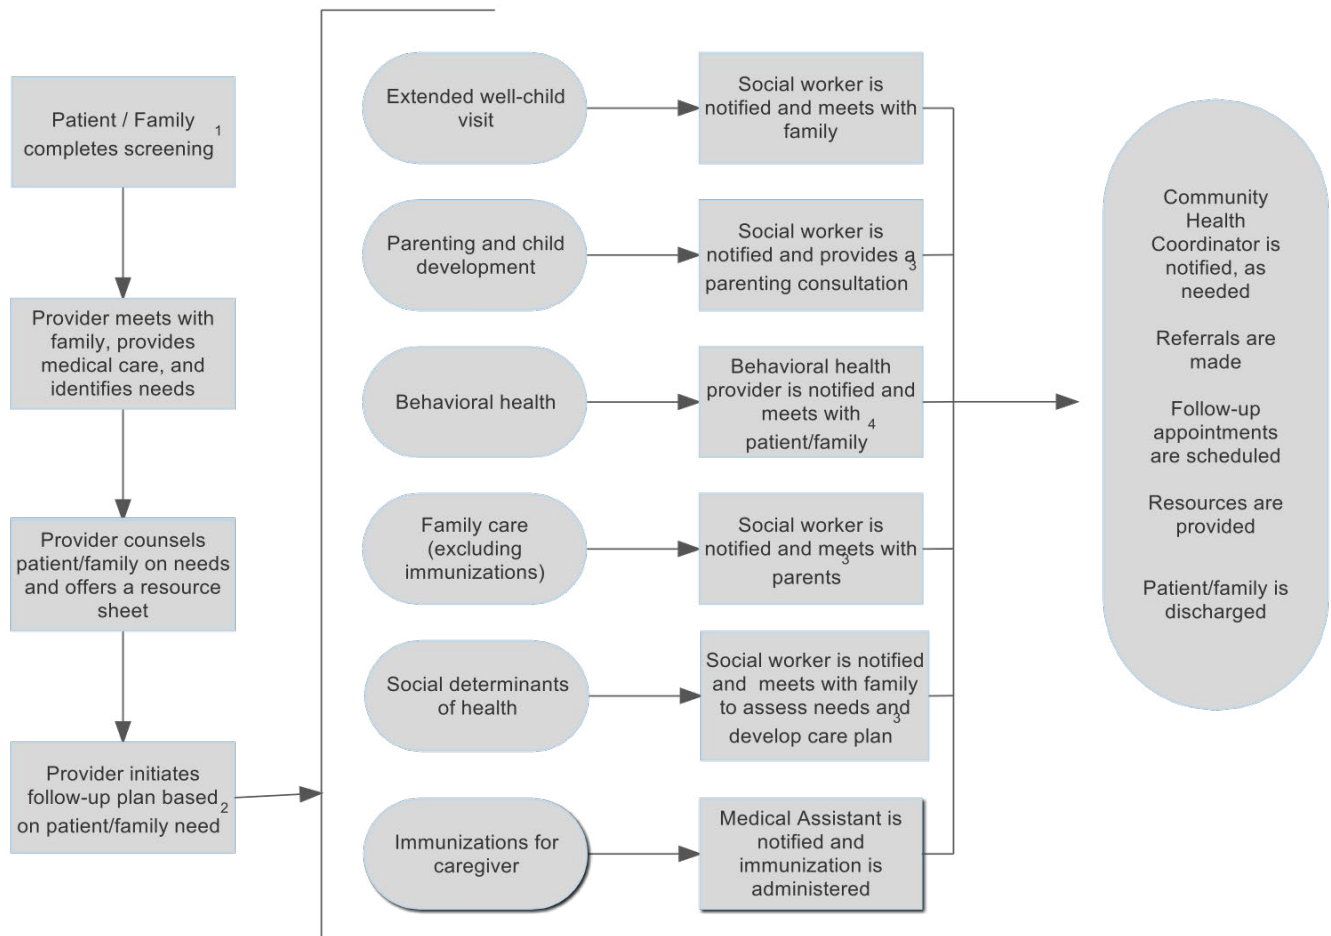 Patient / Family
completes screening 1
Provider meets with
family, provides
medical care, and
identifies needs
Provider counsels
patient/family on needs
and offers a resource
sheet
Provider initiates
follow-up plan based
on patient/family need 2
Extended well-child
visit
Social worker is
notified and meets with
family
Parenting and child
development
Social worker is
notified and provides a
parenting consultation 3
Behavioral health
Behavioral health
provider is notified and
meets with 4
patient/family
Family care
(excluding
immunizations)
Social worker is
notified and meets with
parents 3
Social determinants
of health
Social worker is notified
and meets with family
to assess needs and
develop care plan 3
Immunizations for
caregiver
Medical Assistant is
notified and
immunization is
administered
Community
Health
Coordinator is
notified, as
needed
Referrals are
made
Follow-up
appointments
are scheduled
Resources are
provided
Patient/family is
discharged